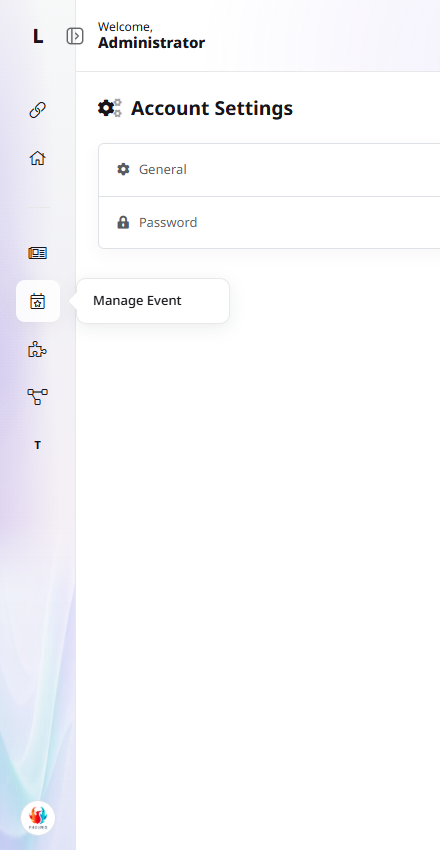 L
Welcome,
Administrator
Account Settings
General
Password
Manage Event
T